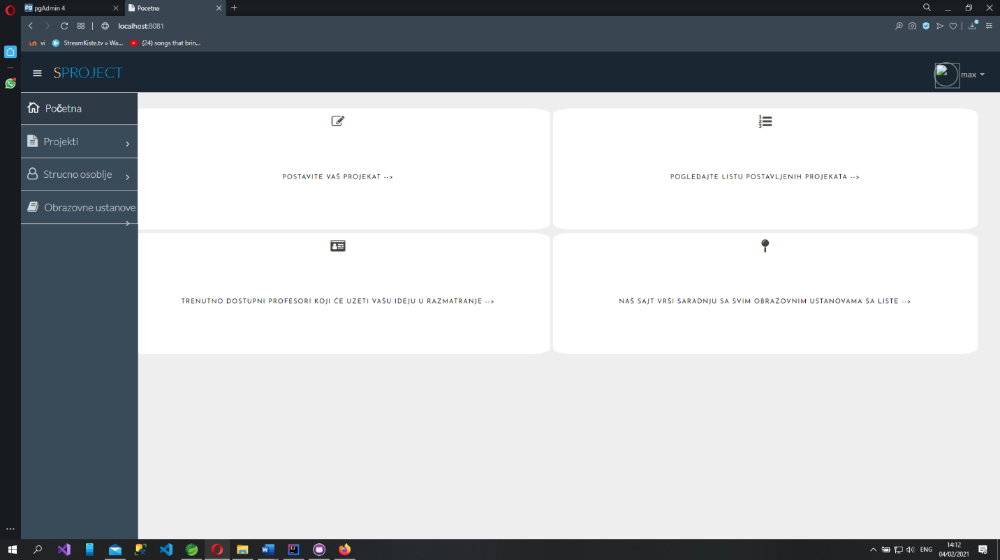 pgAdmin 4
Pocetna
localhost:8081
vi
StreamKiste.tv » Wa...
(24) songs that brin...
SPROJECT
max
Početna
Projekti
Strucno osoblje
Obrazovne ustanove
POSTAVITE VAŠ PROJEKAT -->
POGLEDAJTE LISTU POSTAVLJENIH PROJEKATA -->
TRENUTNO DOSTUPNI PROFESORI KOJI ĆE UZETI VAŠU IDEJU U RAZMATRANJE -->
NAŠ SAJT VRŠI SARADNJU SA SVIM OBRAZOVNIM USTANOVAMA SA LISTE -->
ENG
14:12
04/02/2021